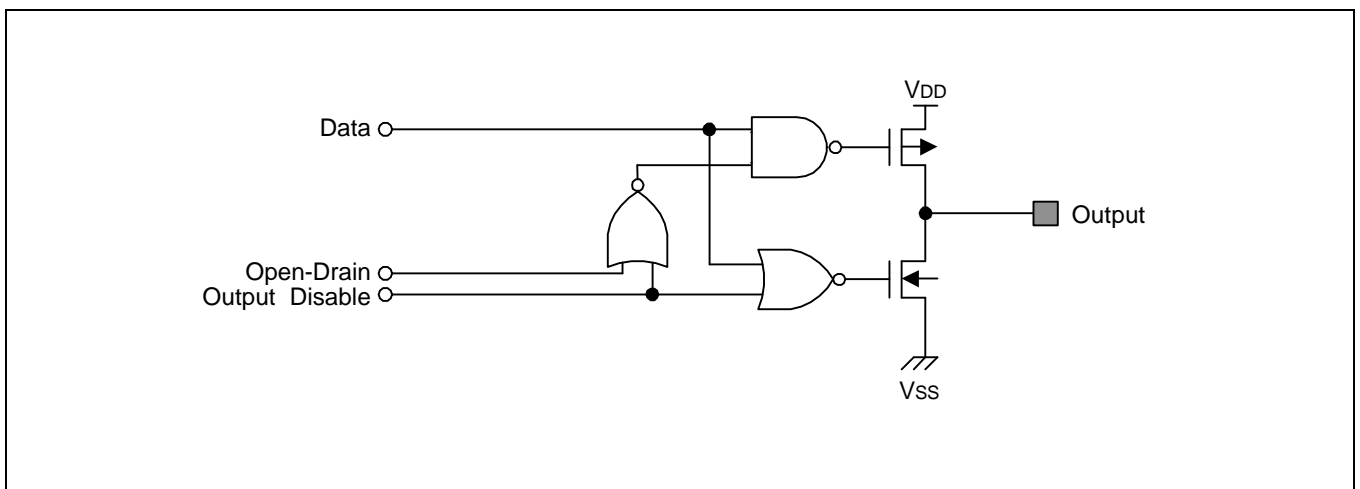 VDD
Data
Output
Open-Drain
Output Disable
VSS